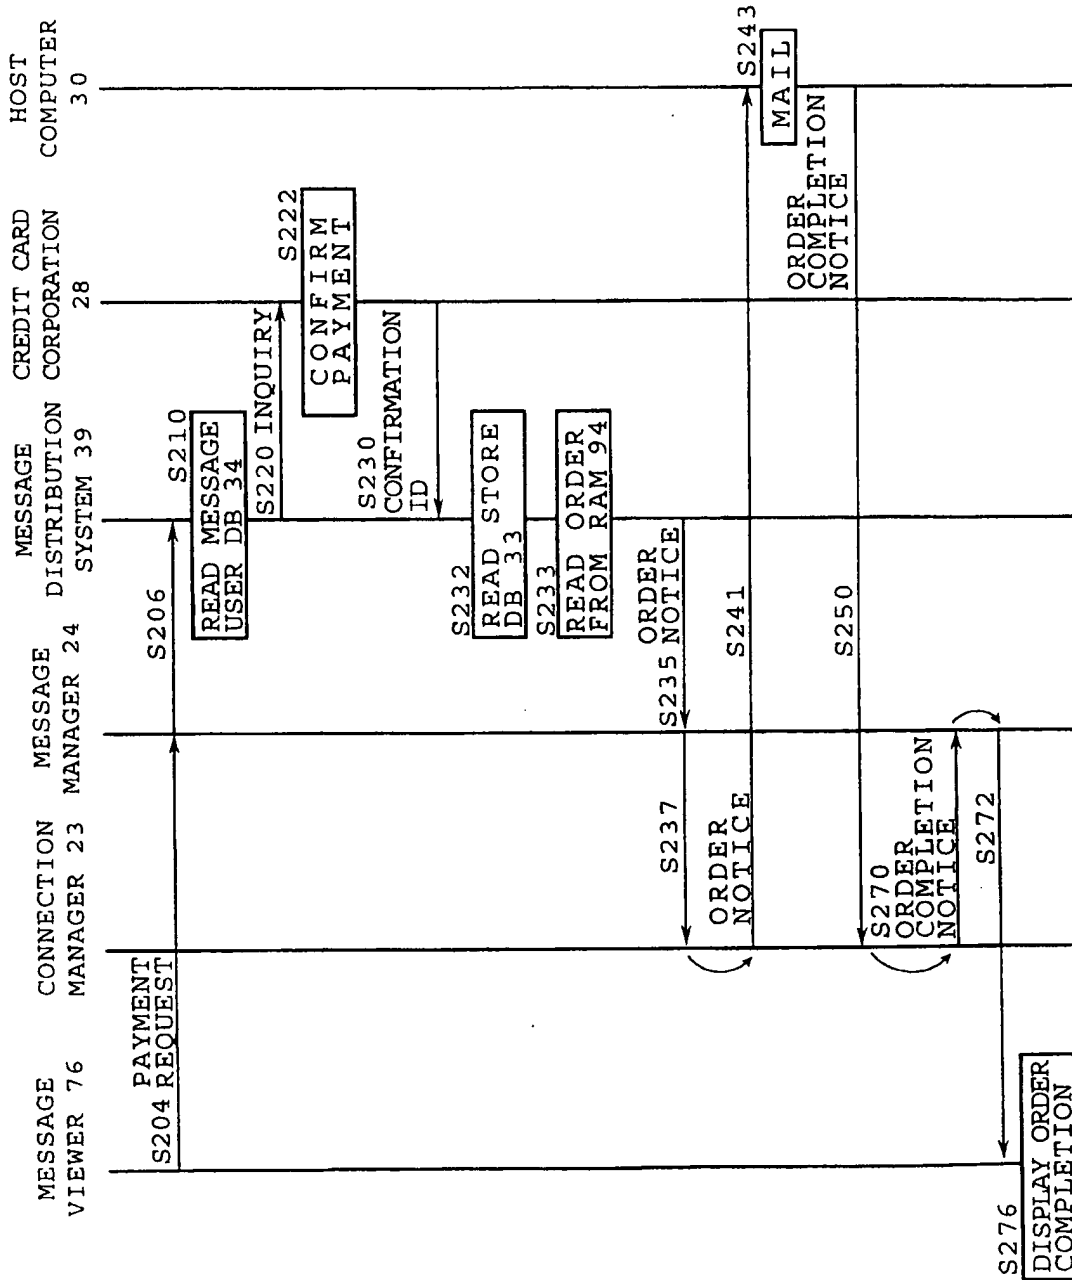 MESSAGE
VIEWER 76
CONNECTION
MANAGER 23
MESSAGE
MANAGER 24
MESSAGE
DISTRIBUTION
SYSTEM 39
CREDIT CARD
CORPORATION
28
HOST
COMPUTER
30
PAYMENT
S204 REQUEST
S206
S210
READ MESSAGE
USER DB 34
S220 INQUIRY
S222
CONFIRM
PAYMENT
S230
CONFIRMATION
ID
S232
READ STORE
DB 33
S233
READ ORDER
FROM RAM 94
ORDER
S235 NOTICE
S237
ORDER
NOTICE
S241
S243
MAIL
ORDER
COMPLETION
NOTICE
S250
S270
ORDER
COMPLETION
NOTICE
S272
S276
DISPLAY ORDER
COMPLETION